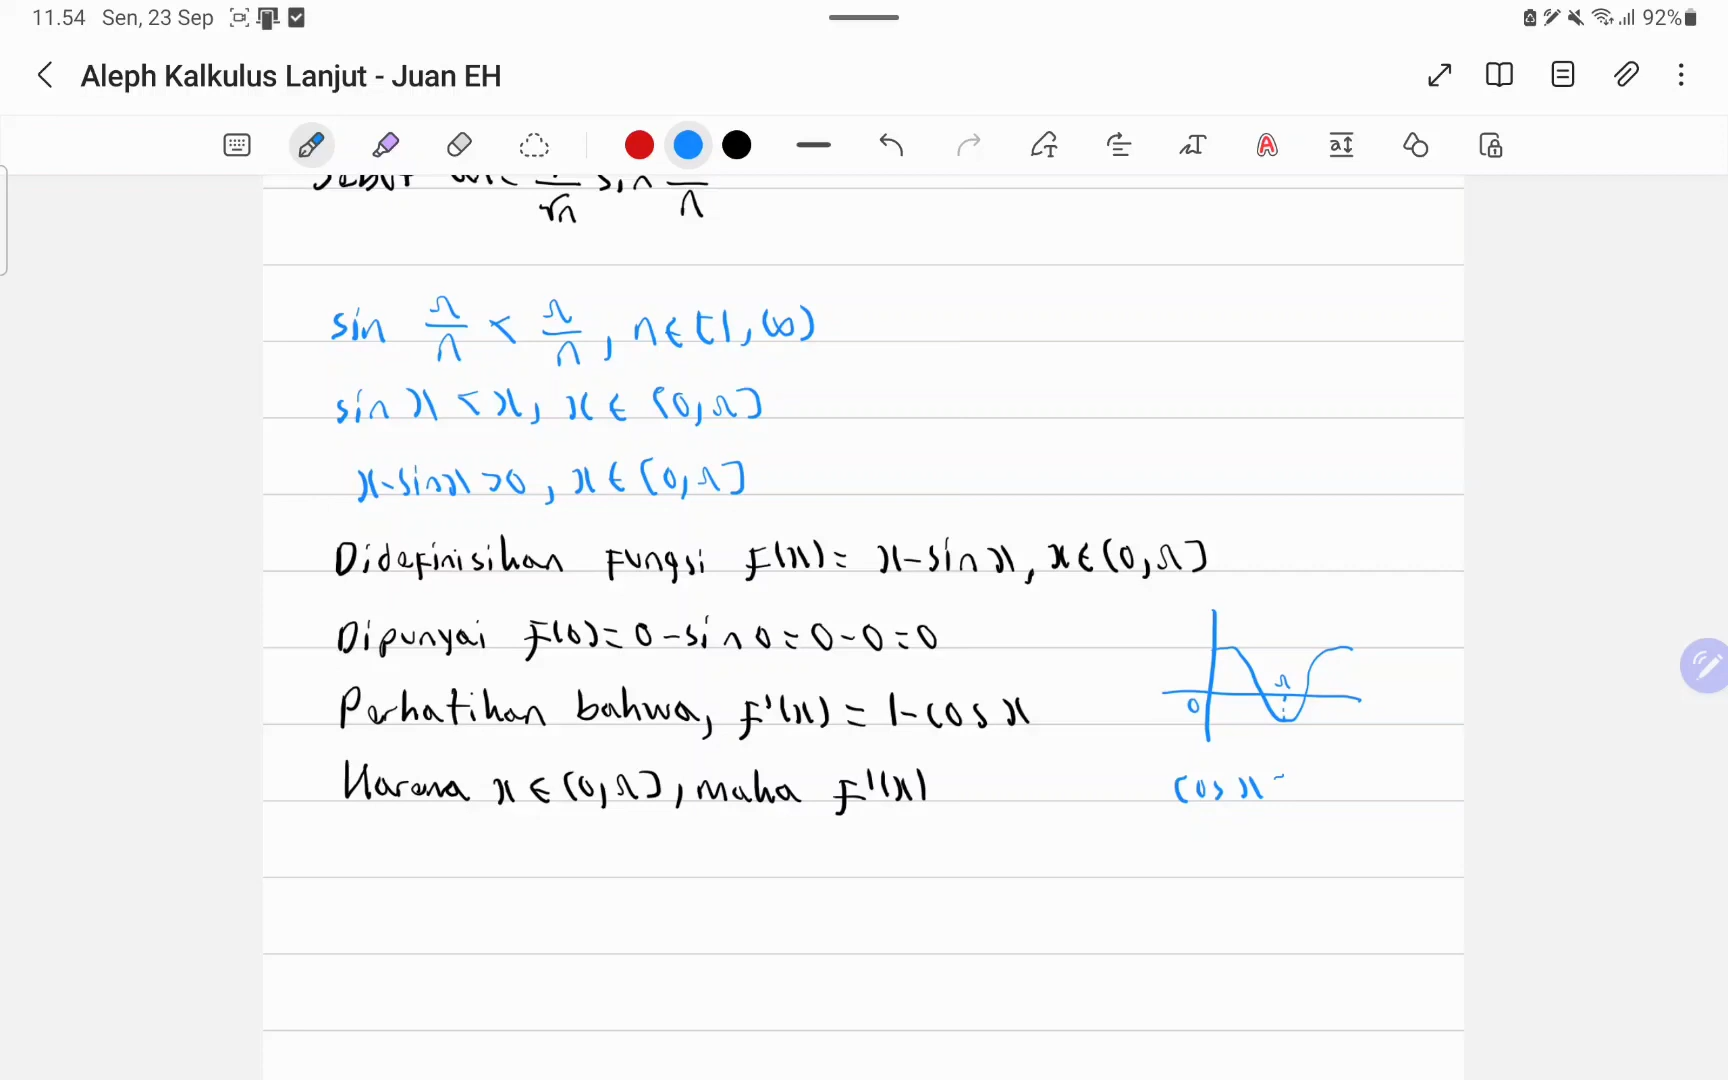 11.54 Sen, 23 Sep 92%
Aleph Kalkulus Lanjut - Juan EH
sin π/n
√n
sin π/n < π/n, n ∈ [1, ∞)
sin x < x, x ∈ (0, π]
x - sin x > 0, x ∈ (0, π]
Didefinisikan fungsi f(x) = x - sin x, x ∈ (0, π]
Dipunyai f(0) = 0 - sin 0 = 0 - 0 = 0
Perhatikan bahwa, f'(x) = 1 - cos x
π
0
Karena x ∈ (0, π], maka f'(x)
cos x